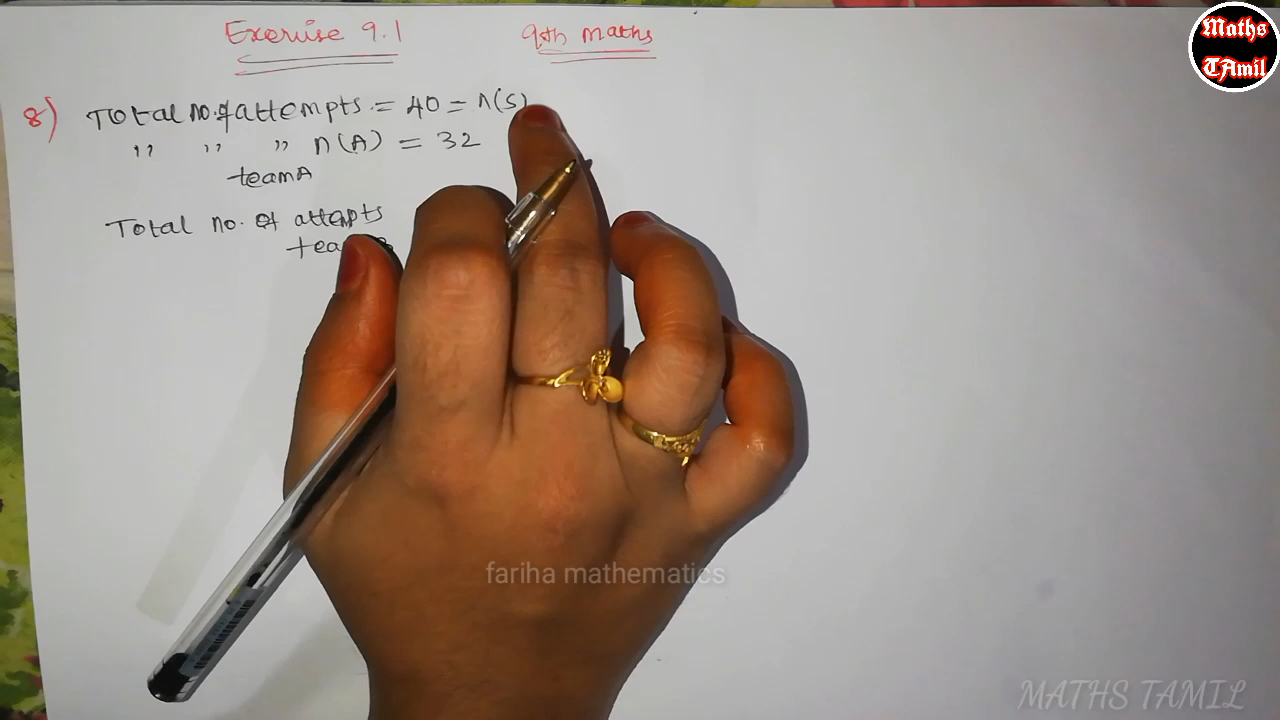 Exercise 9.1
9th maths
8) Total no. of attempts = 40 = n(S)
,, ,, ,, n(A) = 32
team A
Total no. of attempts
Maths
TAmil
fariha mathematics
MATHS TAMIL